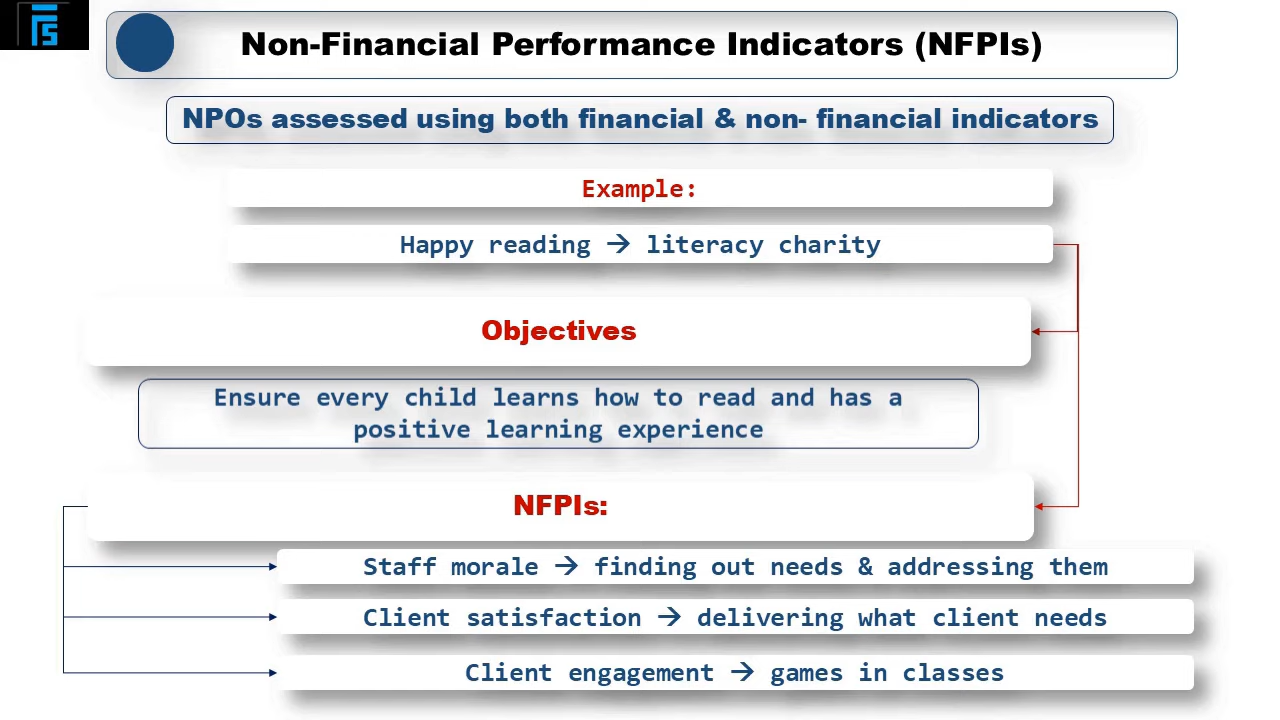 Non-Financial Performance Indicators (NFPIs)
NPOs assessed using both financial & non- financial indicators
Example:
Happy reading → literacy charity
Objectives
Ensure every child learns how to read and has a
positive learning experience
NFPIs:
Staff morale → finding out needs & addressing them
Client satisfaction → delivering what client needs
Client engagement → games in classes